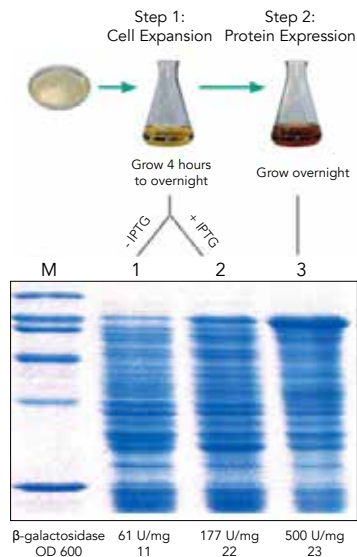 Step 1:
Cell Expansion
Step 2:
Protein Expression
Grow 4 hours
to overnight
Grow overnight
- IPTG
+ IPTG
M 1 2 3
β-galactosidase 61 U/mg 177 U/mg 500 U/mg
OD 600 11 22 23